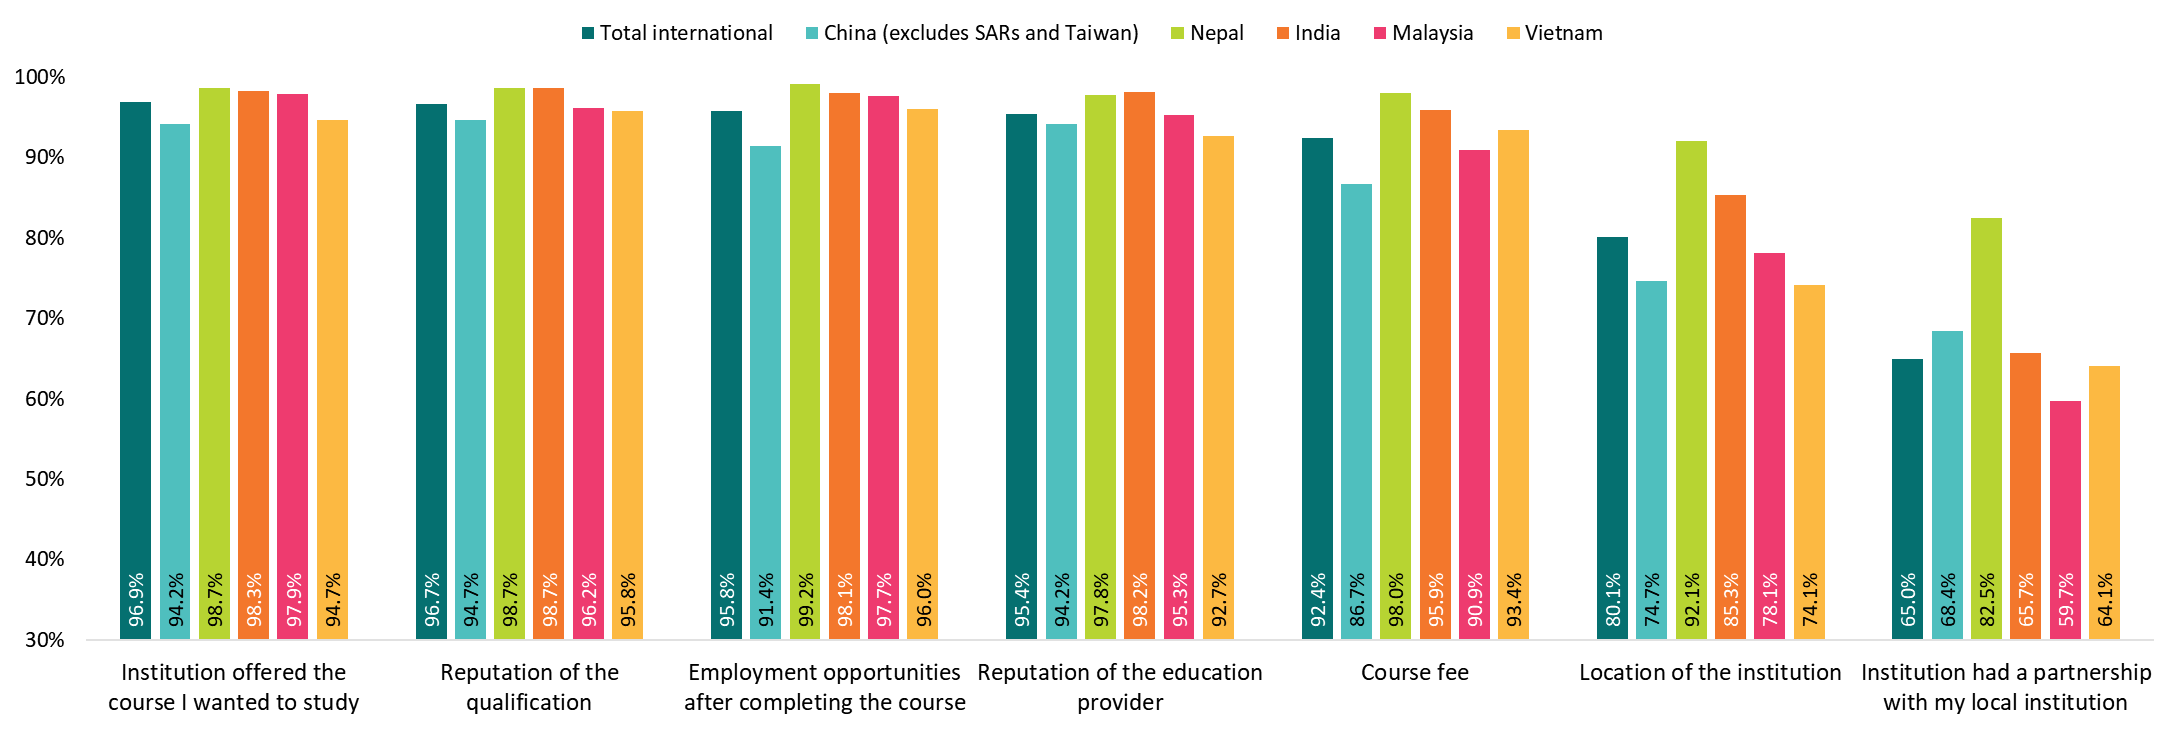 Total international China (excludes SARs and Taiwan) Nepal India Malaysia Vietnam
100%
90%
80%
70%
60%
50%
40%
30%
96.9% 94.2% 98.7% 98.3% 97.9% 94.7%
96.7% 94.7% 98.7% 98.7% 96.2% 95.8%
95.8% 91.4% 99.2% 98.1% 97.7% 96.0%
95.4% 94.2% 97.8% 98.2% 95.3% 92.7%
92.4% 86.7% 98.0% 95.9% 90.9% 93.4%
80.1% 74.7% 92.1% 85.3% 78.1% 74.1%
65.0% 68.4% 82.5% 65.7% 59.7% 64.1%
Institution offered the
course I wanted to study
Reputation of the
qualification
Employment opportunities
after completing the course
Reputation of the education
provider
Course fee
Location of the institution
Institution had a partnership
with my local institution